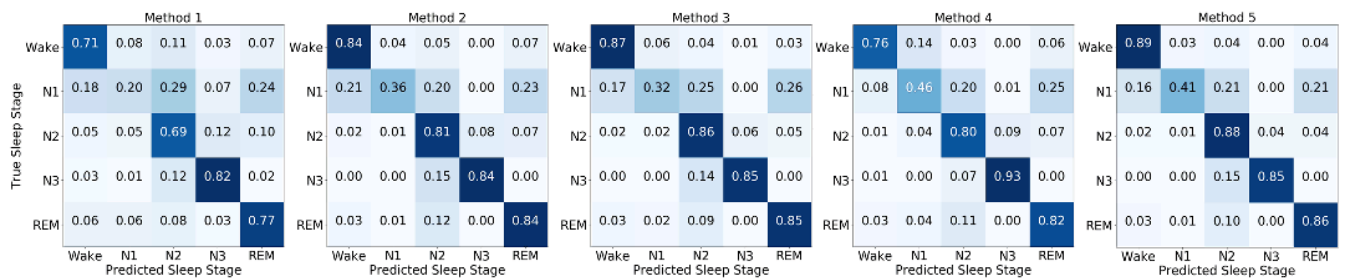 Method 1
Wake 0.71 0.08 0.11 0.03 0.07
N1 0.18 0.20 0.29 0.07 0.24
N2 0.05 0.05 0.69 0.12 0.10
N3 0.03 0.01 0.12 0.82 0.02
REM 0.06 0.06 0.08 0.03 0.77
Wake N1 N2 N3 REM
Predicted Sleep Stage
True Sleep Stage
Method 2
Wake 0.84 0.04 0.05 0.00 0.07
N1 0.21 0.36 0.20 0.00 0.23
N2 0.02 0.01 0.81 0.08 0.07
N3 0.00 0.00 0.15 0.84 0.00
REM 0.03 0.01 0.12 0.00 0.84
Wake N1 N2 N3 REM
Predicted Sleep Stage
Method 3
Wake 0.87 0.06 0.04 0.01 0.03
N1 0.17 0.32 0.25 0.00 0.26
N2 0.02 0.02 0.86 0.06 0.05
N3 0.00 0.00 0.14 0.85 0.00
REM 0.03 0.02 0.09 0.00 0.85
Wake N1 N2 N3 REM
Predicted Sleep Stage
Method 4
Wake 0.76 0.14 0.03 0.00 0.06
N1 0.08 0.46 0.20 0.01 0.25
N2 0.01 0.04 0.80 0.09 0.07
N3 0.01 0.00 0.07 0.93 0.00
REM 0.03 0.04 0.11 0.00 0.82
Wake N1 N2 N3 REM
Predicted Sleep Stage
Method 5
Wake 0.89 0.03 0.04 0.00 0.04
N1 0.16 0.41 0.21 0.00 0.21
N2 0.02 0.01 0.88 0.04 0.04
N3 0.00 0.00 0.15 0.85 0.00
REM 0.03 0.01 0.10 0.00 0.86
Wake N1 N2 N3 REM
Predicted Sleep Stage